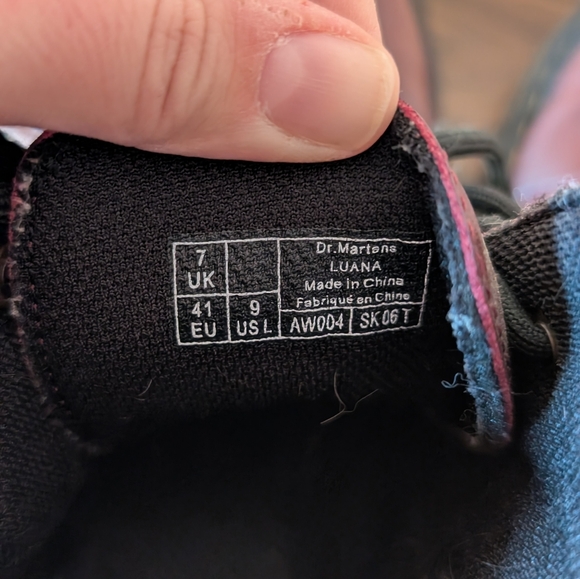 7
UK
41
EU
9
US L
Dr.Martens
LUANA
Made in China
Fabriqué en Chine
AW004
SK06T